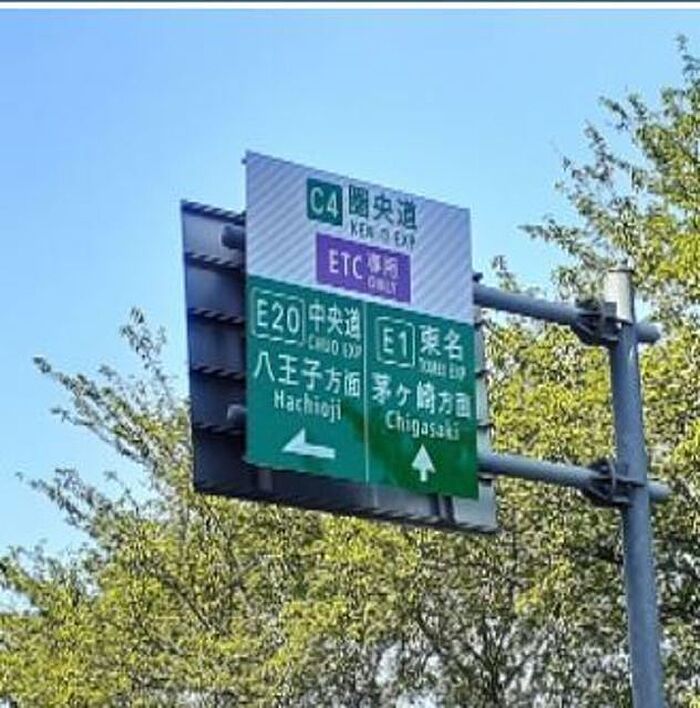 C4 圏央道
KEN-O EXP
ETC 専用
ONLY
E20 中央道
CHUO EXP
八王子方面
Hachioji
E1 東名
TOMEI EXP
茅ヶ崎方面
Chigasaki